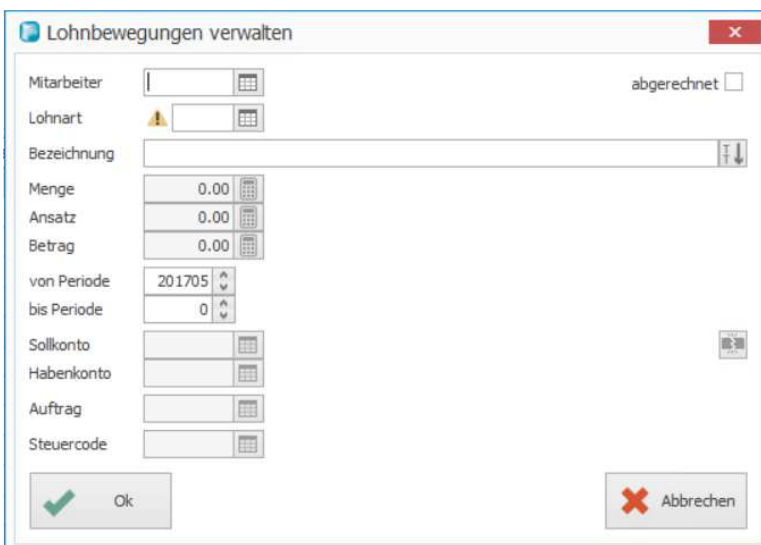 Lohnbewegungen verwalten
Mitarbeiter abgerechnet
Lohnart
Bezeichnung
Menge 0.00
Ansatz 0.00
Betrag 0.00
von Periode 201705
bis Periode 0
Sollkonto
Habenkonto
Auftrag
Steuercode
Ok Abbrechen